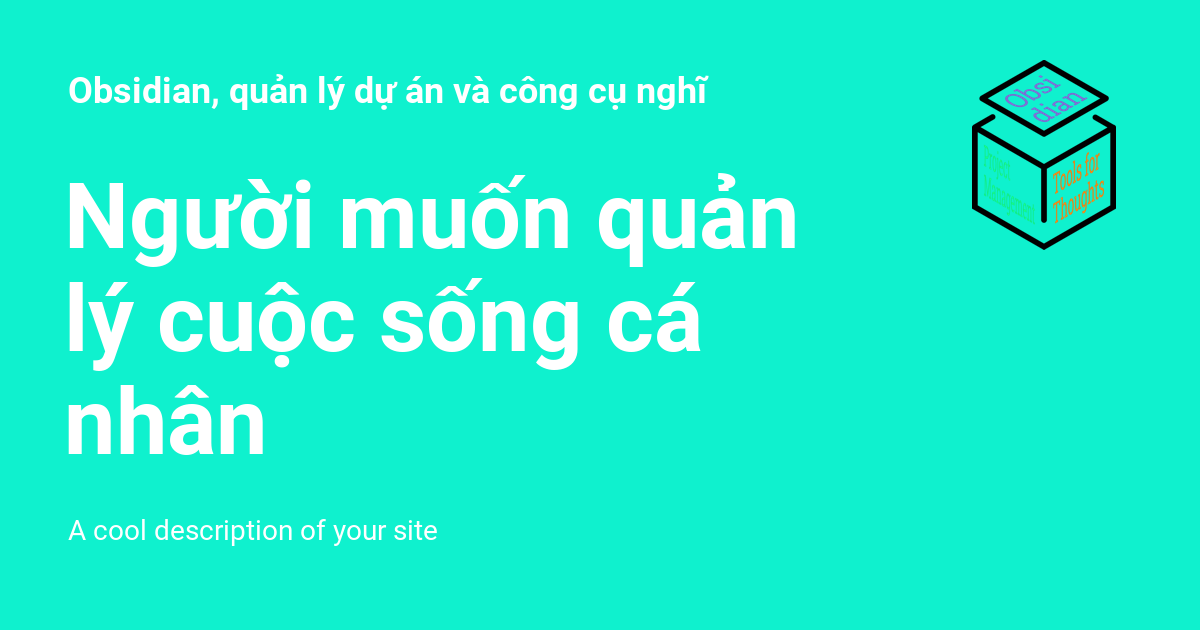 Obsidian, quản lý dự án và công cụ nghĩ
Obsi
dian
Project
Management
Tools for
Thoughts
Người muốn quản
lý cuộc sống cá
nhân
A cool description of your site